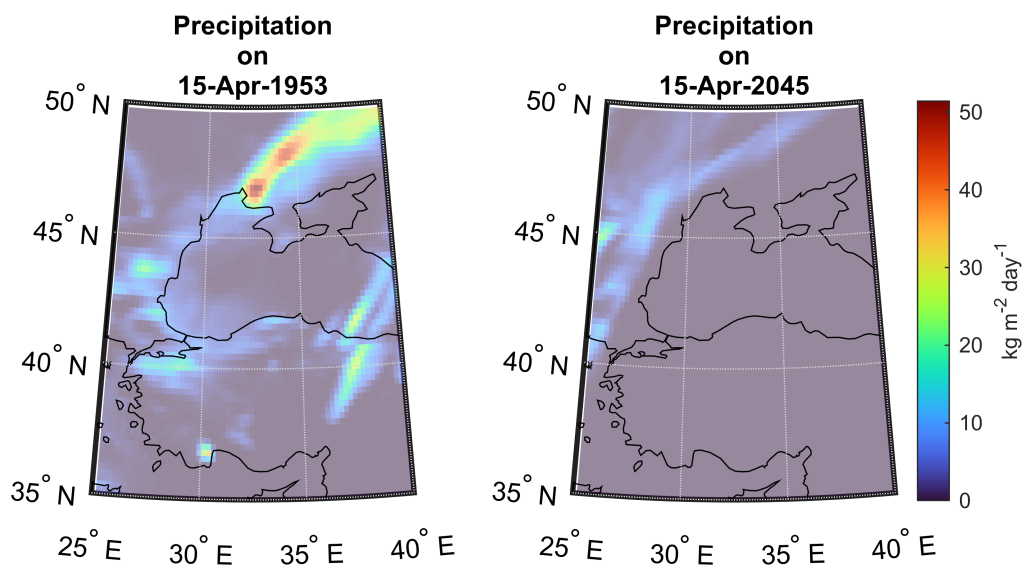 Precipitation
on
15-Apr-1953
50° N
45° N
40° N
35° N
25° E
30° E
35° E
40° E
Precipitation
on
15-Apr-2045
50° N
45° N
40° N
35° N
25° E
30° E
35° E
40° E
50
40
30
20
10
0
kg m⁻² day⁻¹